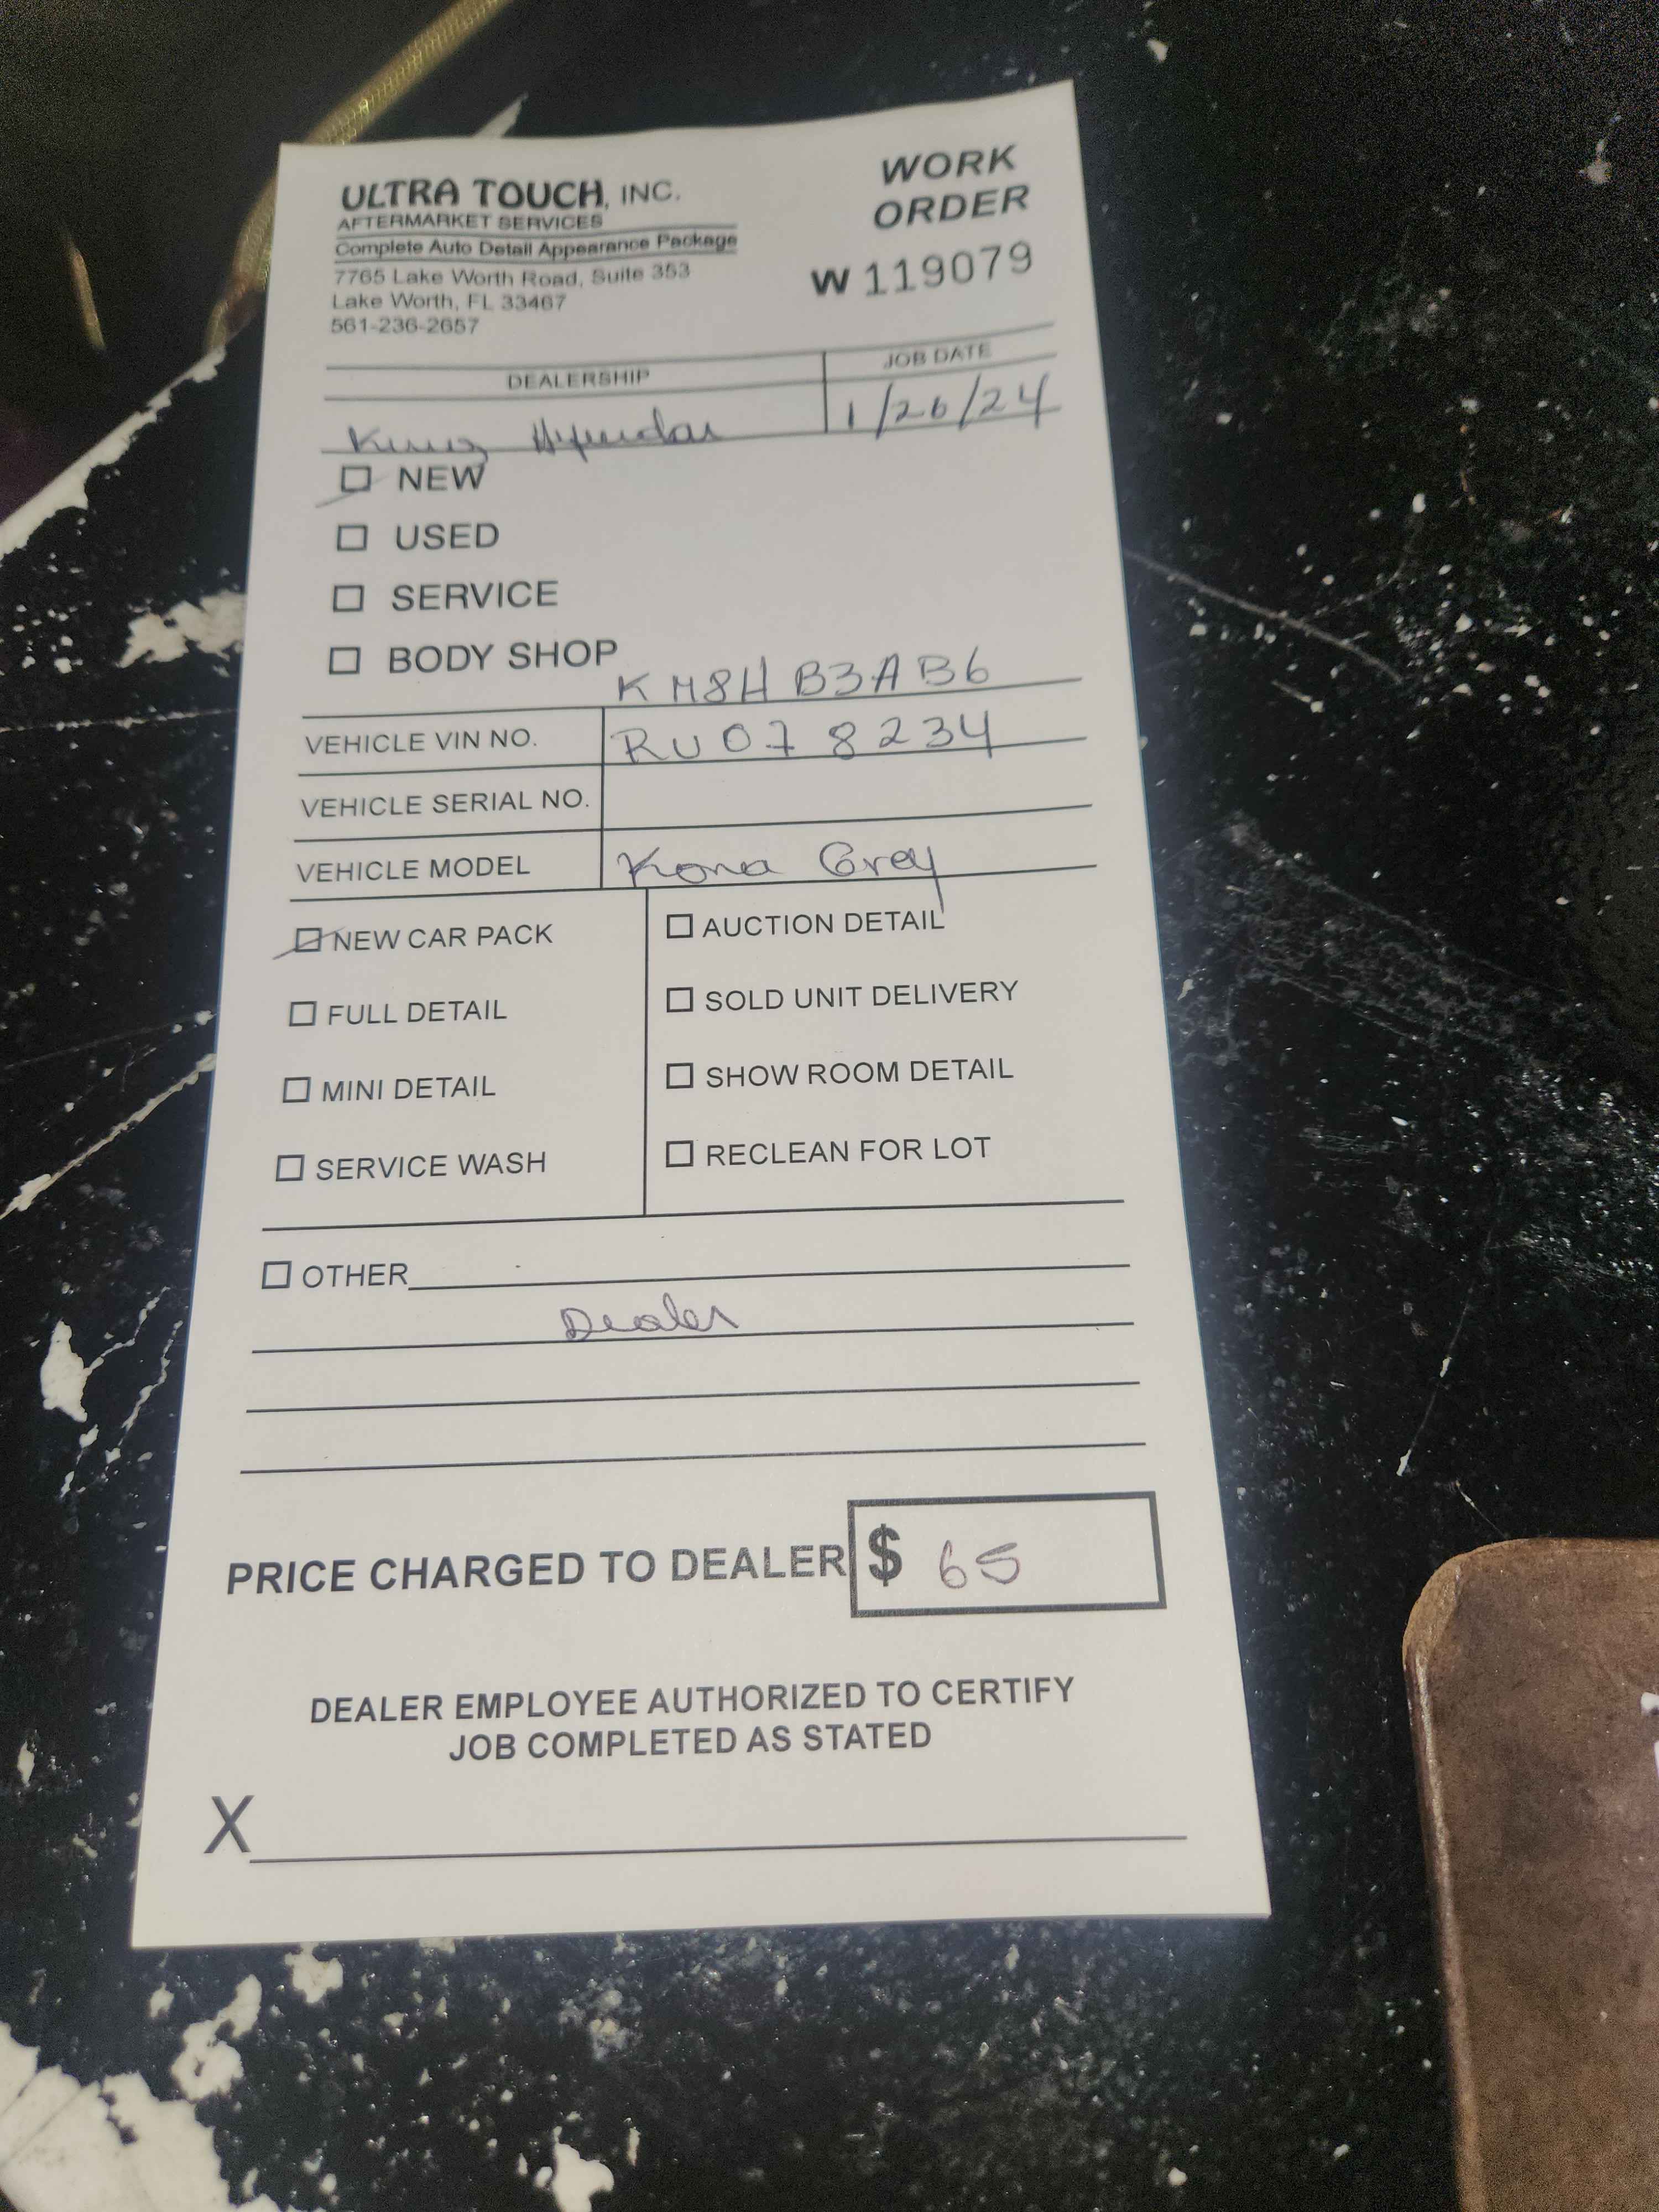 ULTRA TOUCH, INC.
AFTERMARKET SERVICES
Complete Auto Detail Appearance Package
7765 Lake Worth Road, Suite 353
Lake Worth, FL 33467
561-236-2657
WORK
ORDER
W 119079
DEALERSHIP
JOB DATE
King Hyundai
1/26/24
NEW
USED
SERVICE
BODY SHOP
KM8HB3AB6
VEHICLE VIN NO.
RU078234
VEHICLE SERIAL NO.
VEHICLE MODEL
Kona Grey
NEW CAR PACK
AUCTION DETAIL
FULL DETAIL
SOLD UNIT DELIVERY
MINI DETAIL
SHOW ROOM DETAIL
SERVICE WASH
RECLEAN FOR LOT
OTHER
Dealer
PRICE CHARGED TO DEALER $ 65
DEALER EMPLOYEE AUTHORIZED TO CERTIFY
JOB COMPLETED AS STATED
X